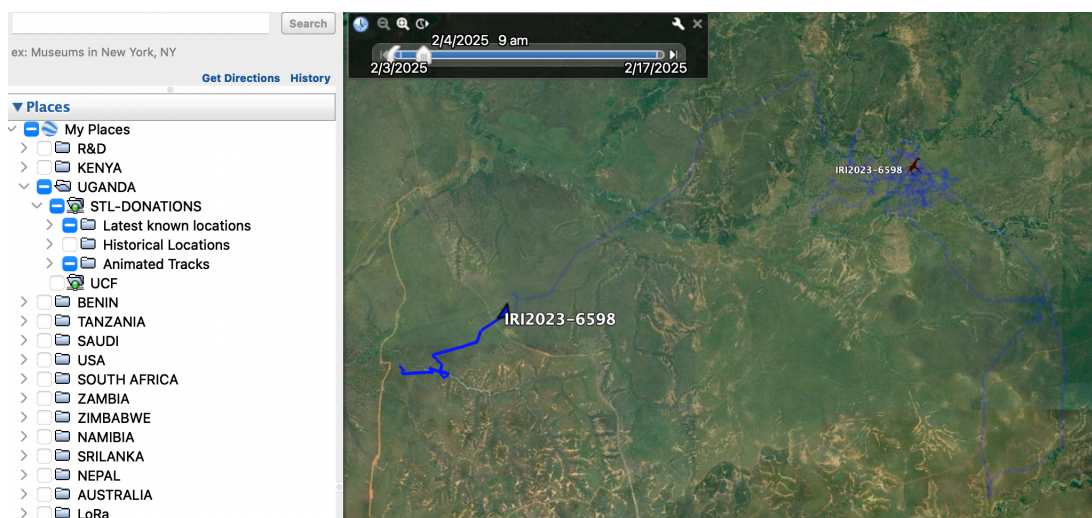 Search
ex: Museums in New York, NY
Get Directions History
Places
My Places
R&D
KENYA
UGANDA
STL-DONATIONS
Latest known locations
Historical Locations
Animated Tracks
UCF
BENIN
TANZANIA
SAUDI
USA
SOUTH AFRICA
ZAMBIA
ZIMBABWE
NAMIBIA
SRILANKA
NEPAL
AUSTRALIA
LoRa
2/4/2025 9 am
2/3/2025 2/17/2025
IRI2023-6598
IRI2023-6598